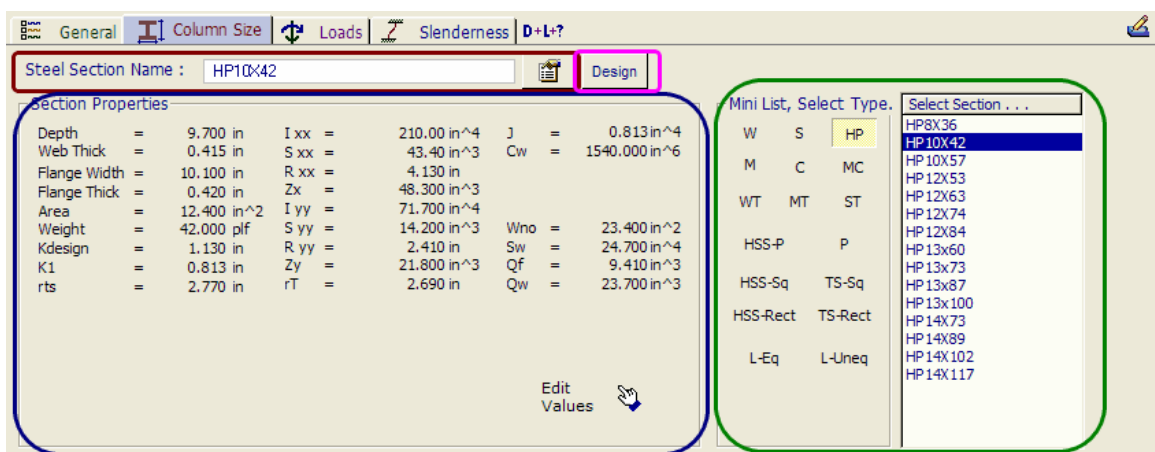 General Column Size Loads Slenderness D+L+?
Steel Section Name : HP10X42 Design
Section Properties
Depth = 9.700 in I xx = 210.00 in^4 J = 0.813 in^4
Web Thick = 0.415 in S xx = 43.40 in^3 Cw = 1540.000 in^6
Flange Width = 10.100 in R xx = 4.130 in
Flange Thick = 0.420 in Zx = 48.300 in^3
Area = 12.400 in^2 I yy = 71.700 in^4
Weight = 42.000 plf S yy = 14.200 in^3 Wno = 23.400 in^2
Kdesign = 1.130 in R yy = 2.410 in Sw = 24.700 in^4
K1 = 0.813 in Zy = 21.800 in^3 Qf = 9.410 in^3
rts = 2.770 in rT = 2.690 in Qw = 23.700 in^3
Edit
Values
Mini List, Select Type.
W S HP
M C MC
WT MT ST
HSS-P P
HSS-Sq TS-Sq
HSS-Rect TS-Rect
L-Eq L-Uneq
Select Section . . .
HP8X36
HP10X42
HP10X57
HP12X53
HP12X63
HP12X74
HP12X84
HP13x60
HP13x73
HP13x87
HP13x100
HP14X73
HP14X89
HP14X102
HP14X117